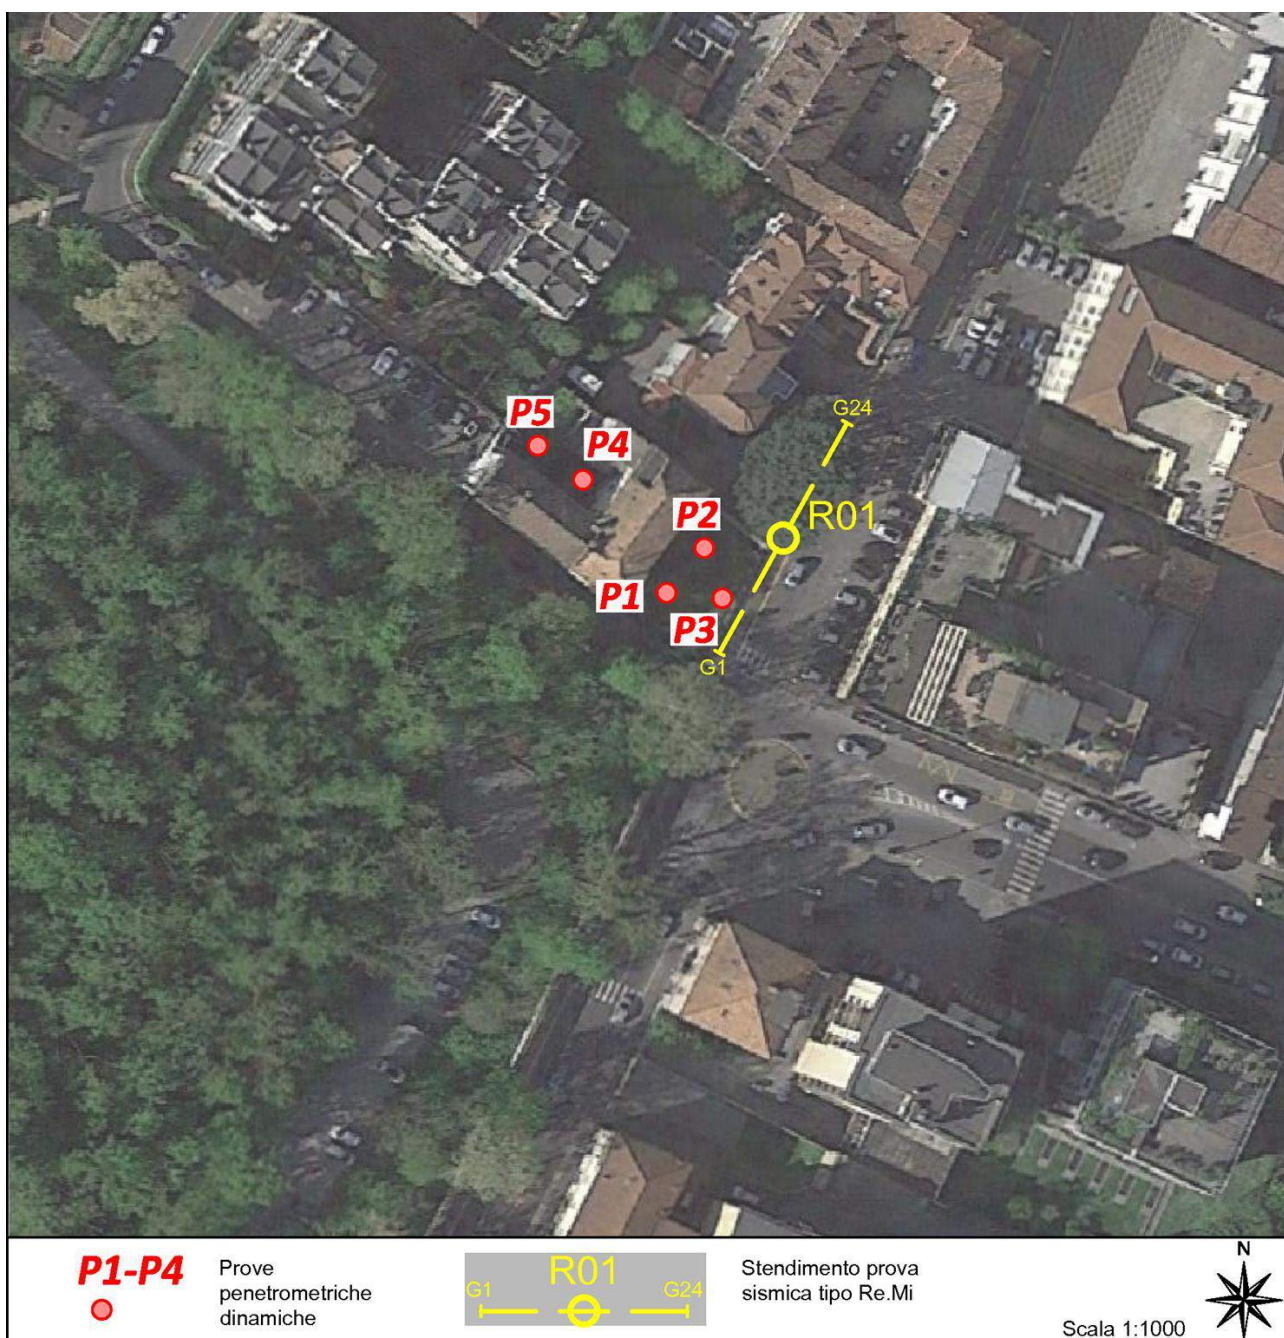 G24
P5
P4
P2
R01
P1
P3
G1
P1-P4
Prove
penetrometriche
dinamiche
R01
G1
G24
Stendimento prova
sismica tipo Re.Mi
N
Scala 1:1000